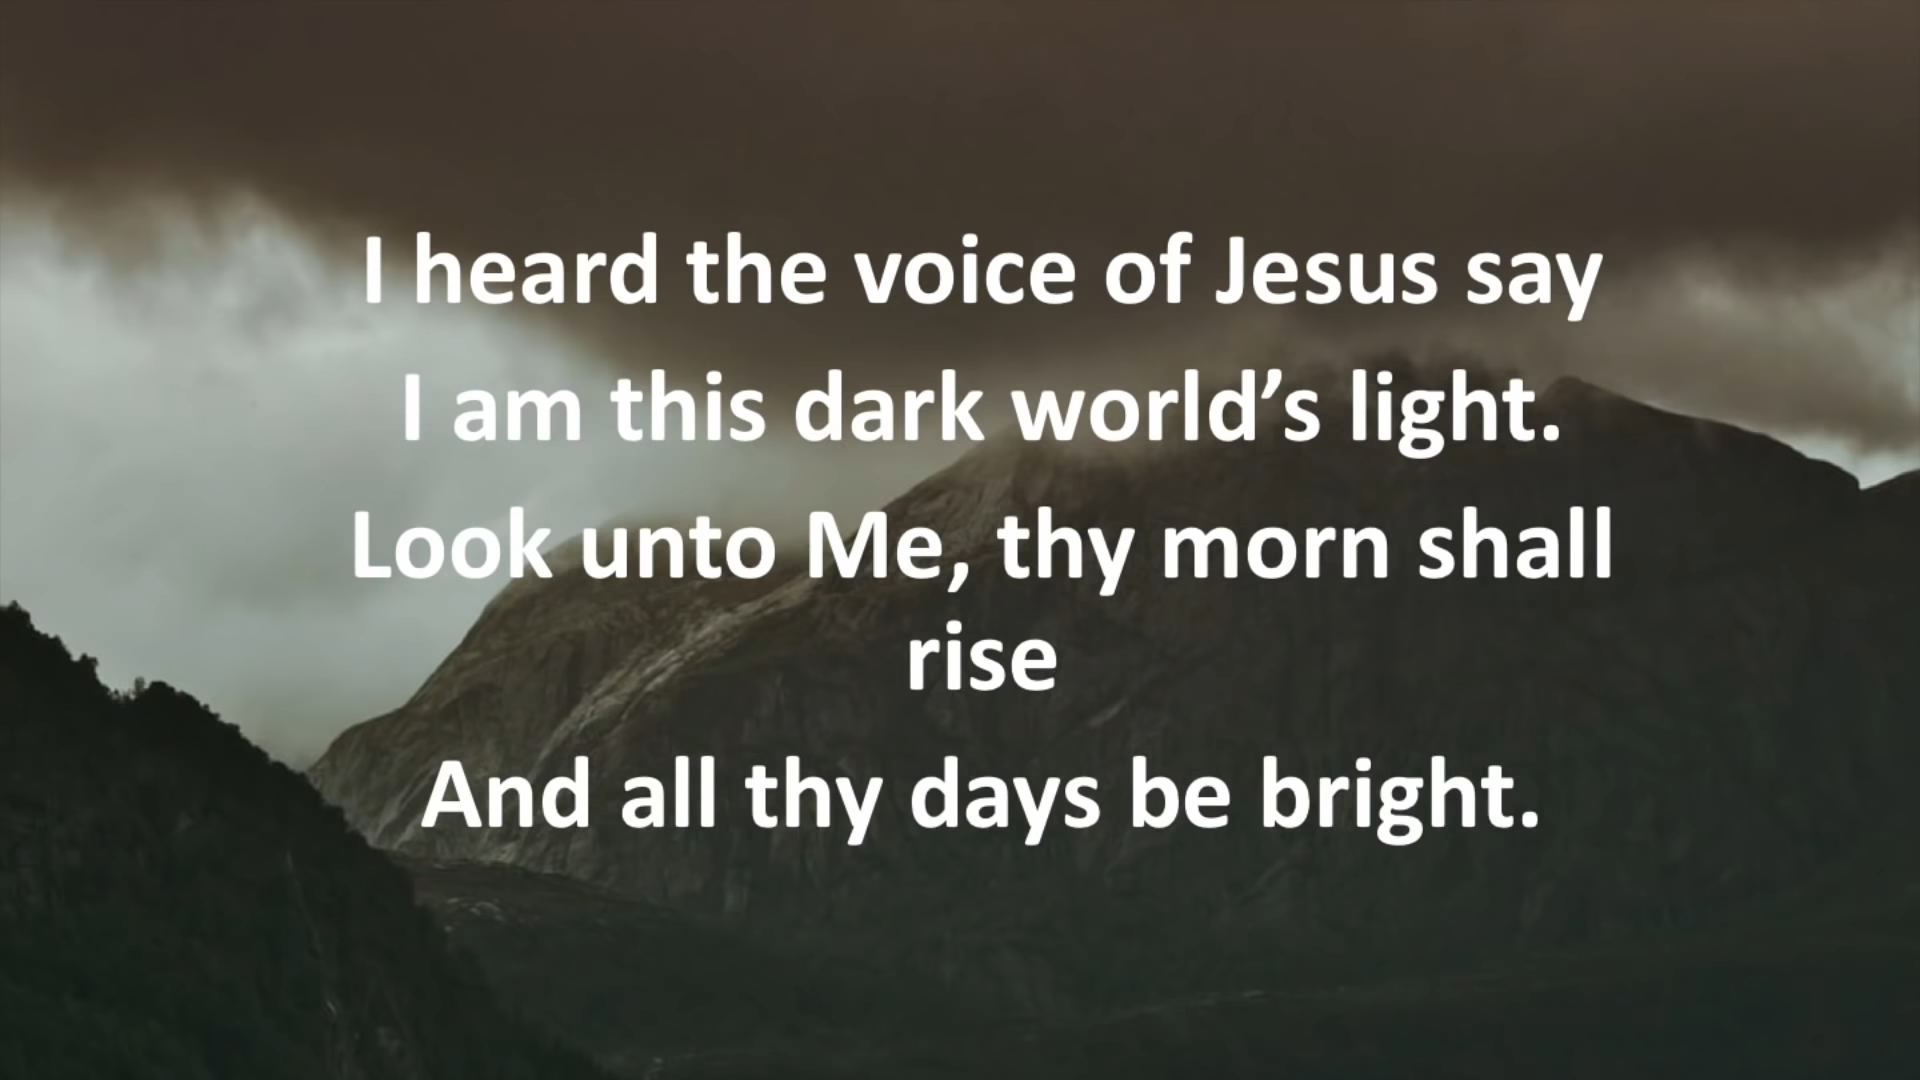 I heard the voice of Jesus say
I am this dark world’s light.
Look unto Me, thy morn shall
rise
And all thy days be bright.